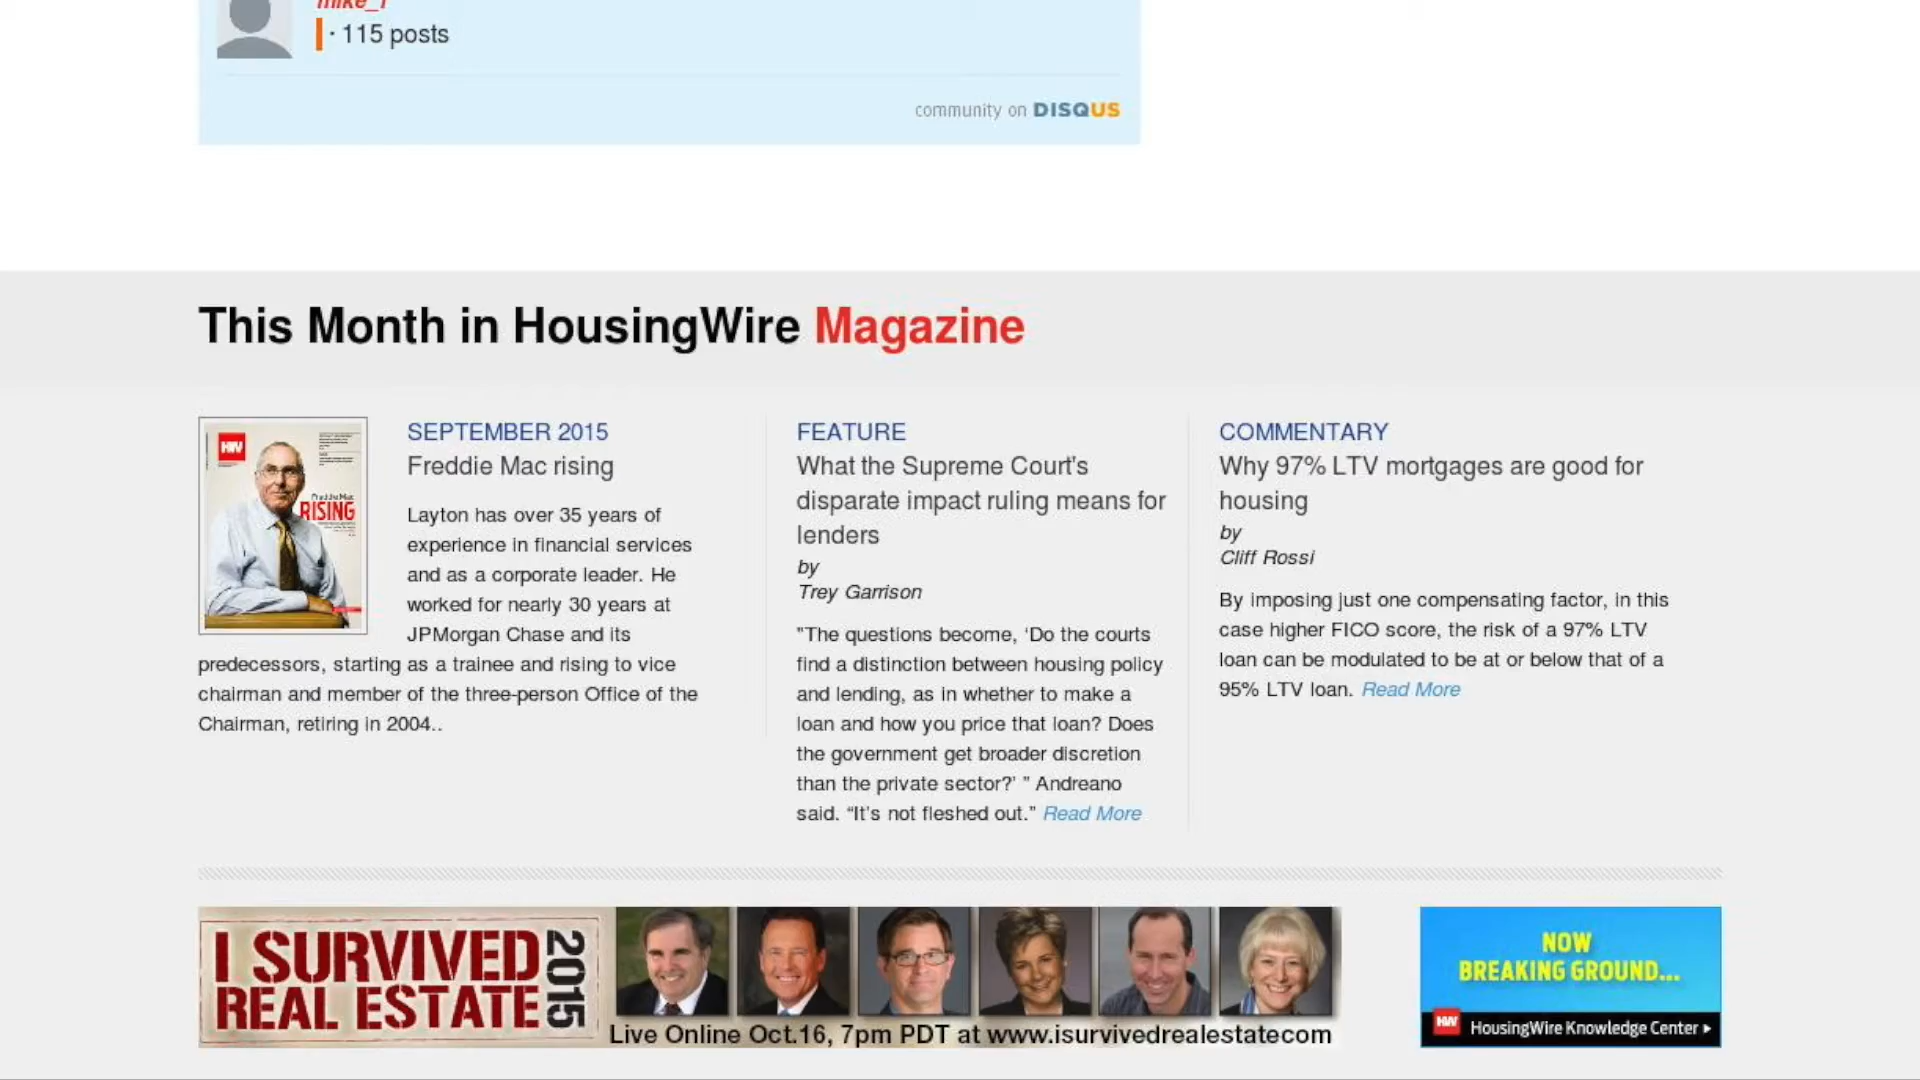 mike_r
· 115 posts
community on DISQUS
This Month in HousingWire Magazine
HW
Freddie Mac
RISING
SEPTEMBER 2015
Freddie Mac rising
Layton has over 35 years of
experience in financial services
and as a corporate leader. He
worked for nearly 30 years at
JPMorgan Chase and its
predecessors, starting as a trainee and rising to vice
chairman and member of the three-person Office of the
Chairman, retiring in 2004..
FEATURE
What the Supreme Court's
disparate impact ruling means for
lenders
by
Trey Garrison
"The questions become, ‘Do the courts
find a distinction between housing policy
and lending, as in whether to make a
loan and how you price that loan? Does
the government get broader discretion
than the private sector?’ ” Andreano
said. “It’s not fleshed out.” Read More
COMMENTARY
Why 97% LTV mortgages are good for
housing
by
Cliff Rossi
By imposing just one compensating factor, in this
case higher FICO score, the risk of a 97% LTV
loan can be modulated to be at or below that of a
95% LTV loan. Read More
I SURVIVED
REAL ESTATE
2015
Live Online Oct.16, 7pm PDT at www.isurvivedrealestatecom
NOW
BREAKING GROUND...
HW HousingWire Knowledge Center